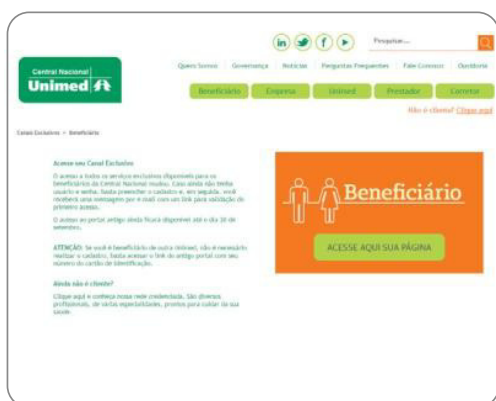 in f
Pesquisar...
Central Nacional
Unimed
Quem Somos Governança Notícias Perguntas Frequentes Fale Conosco Ouvidoria
Beneficiário Empresa Unimed Prestador Corretor
Não é cliente? Clique aqui
Canais Exclusivos > Beneficiário
Acesse seu Canal Exclusivo
O acesso a todos os serviços exclusivos disponíveis para os
beneficiários da Central Nacional mudou. Caso ainda não tenha
usuário e senha, basta preencher o cadastro e, em seguida, você
receberá uma mensagem por e-mail com um link para validação do
primeiro acesso.
O acesso ao portal antigo ainda ficará disponível até o dia 30 de
setembro.
ATENÇÃO: Se você é beneficiário de outra Unimed, não é necessário
realizar o cadastro, basta acessar o link do antigo portal com seu
número do cartão de identificação.
Ainda não é cliente?
Clique aqui e conheça nossa rede credenciada. São diversos
profissionais, de várias especialidades, prontos para cuidar da sua
saúde.
Beneficiário
ACESSE AQUI SUA PÁGINA